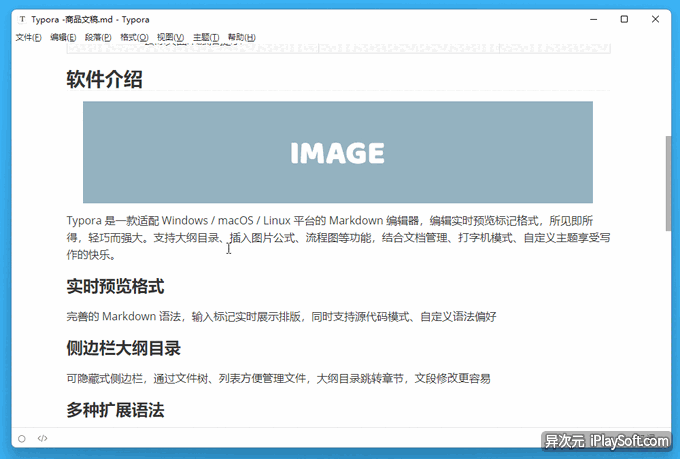 Typora -商品文稿.md - Typora
文件(F) 编辑(E) 段落(P) 格式(O) 视图(V) 主题(T) 帮助(H)
软件介绍
IMAGE
Typora 是一款适配 Windows / macOS / Linux 平台的 Markdown 编辑器，编辑实时预览标记格式，所见即所
得，轻巧而强大。支持大纲目录、插入图片公式、流程图等功能，结合文档管理、打字机模式、自定义主题享受写
作的快乐。
实时预览格式
完善的 Markdown 语法，输入标记实时展示排版，同时支持源代码模式、自定义语法偏好
侧边栏大纲目录
可隐藏式侧边栏，通过文件树、列表方便管理文件，大纲目录跳转章节，文段修改更容易
多种扩展语法
异次元 iPlaySoft.com